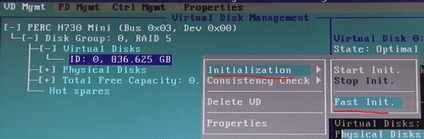 VD Mgmt PD Mgmt Ctrl Mgmt Properties
Virtual Disk Management
[-] PERC H730 Mini (Bus 0x03, Dev 0x00)
[-] Disk Group: 0, RAID 5
[-] Virtual Disks
ID: 0, 836.625 GB
[+] Physical Disks
[+] Total Free Capacity: 0.
Hot spares
Initialization
Consistency Check
Delete VD
Properties
State: Optimal
Start Init.
Stop Init.
Fast Init.
Virtual Disks:
Physical Disks: